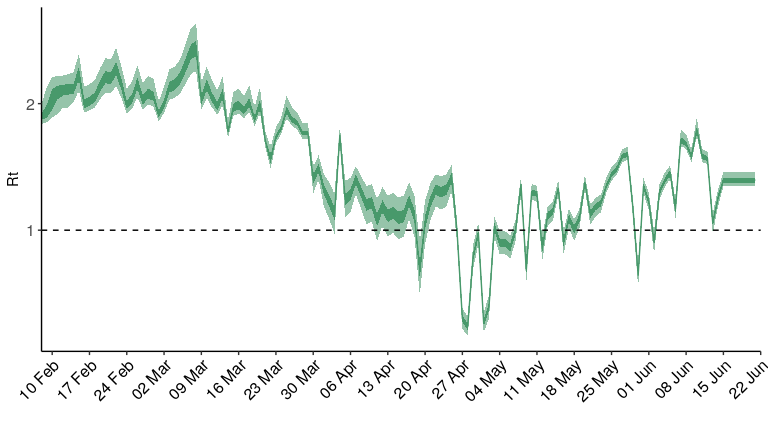 2
Rt
1
10 Feb
17 Feb
24 Feb
02 Mar
09 Mar
16 Mar
23 Mar
30 Mar
06 Apr
13 Apr
20 Apr
27 Apr
04 May
11 May
18 May
25 May
01 Jun
08 Jun
15 Jun
22 Jun